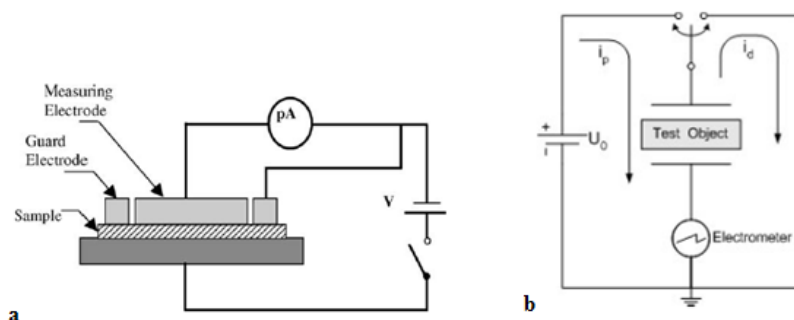 Measuring
Electrode
Guard
Electrode
Sample
pA
V
a
i_p
i_d
+
U_0
i
Test Object
Electrometer
b